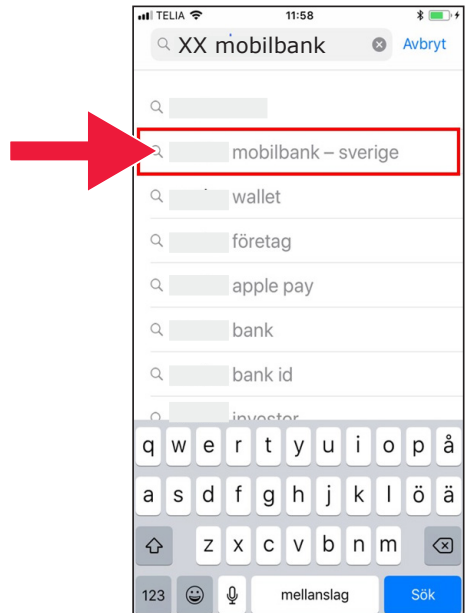 TELIA 11:58
XX mobilbank Avbryt
mobilbank – sverige
wallet
företag
apple pay
bank
bank id
investor
q w e r t y u i o p å
a s d f g h j k l ö ä
z x c v b n m
123 mellanslag Sök